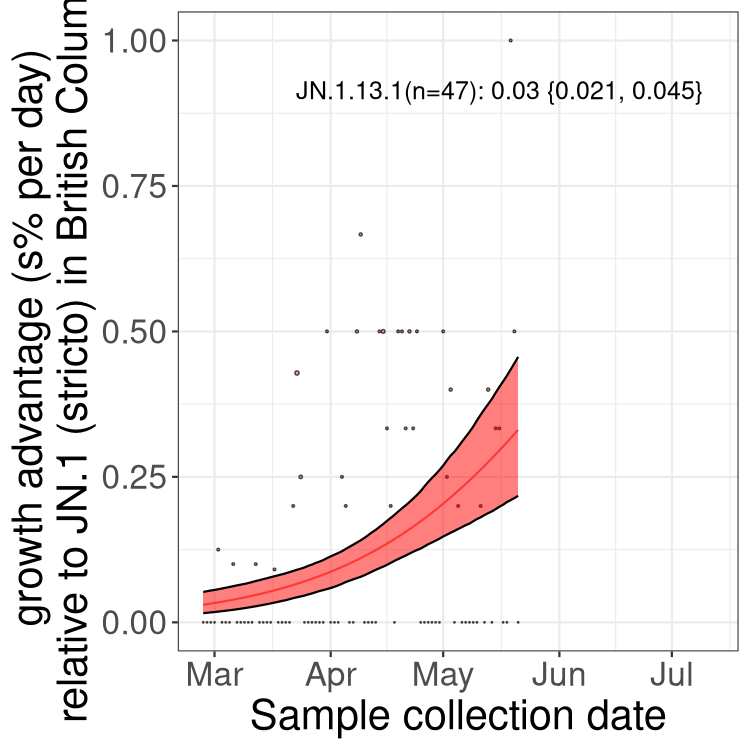 growth advantage (s% per day)
relative to JN.1 (stricto) in British Colum
1.00
0.75
0.50
0.25
0.00
JN.1.13.1(n=47): 0.03 {0.021, 0.045}
Mar Apr May Jun Jul
Sample collection date